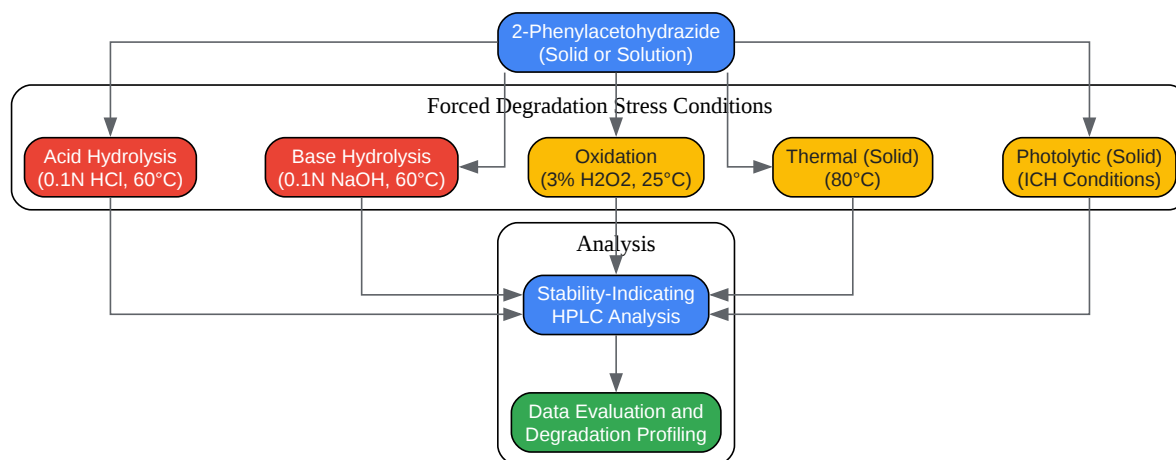 2-Phenylacetohydrazide
(Solid or Solution)
Forced Degradation Stress Conditions
Acid Hydrolysis
(0.1N HCl, 60°C)
Base Hydrolysis
(0.1N NaOH, 60°C)
Oxidation
(3% H2O2, 25°C)
Thermal (Solid)
(80°C)
Photolytic (Solid)
(ICH Conditions)
Analysis
Stability-Indicating
HPLC Analysis
Data Evaluation and
Degradation Profiling